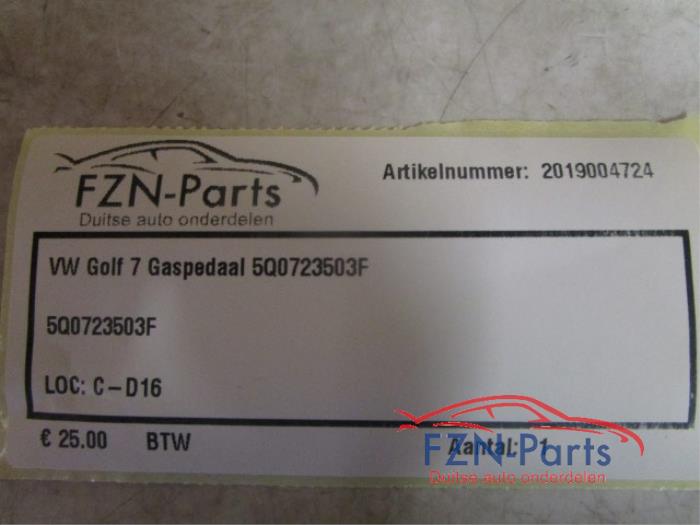 FZN-Parts
Duitse auto onderdelen
Artikelnummer: 2019004724
VW Golf 7 Gaspedaal 5Q0723503F
5Q0723503F
LOC: C-D16
€ 25.00 BTW Aantal: 1
FZN-Parts
Duitse auto onderdelen